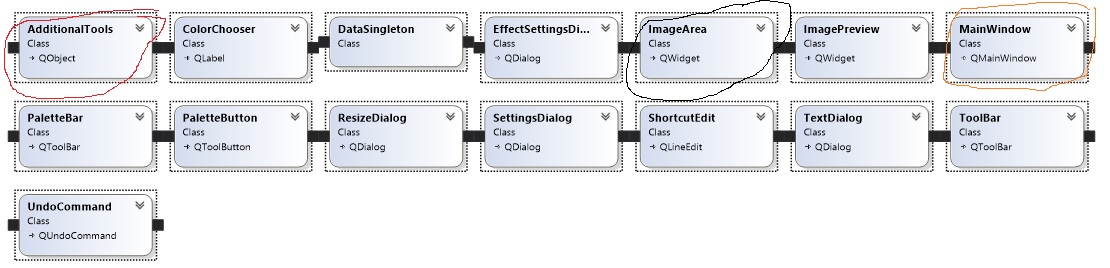 AdditionalTools
Class
→ QObject
ColorChooser
Class
→ QLabel
DataSingleton
Class
EffectSettingsDi...
Class
→ QDialog
ImageArea
Class
→ QWidget
ImagePreview
Class
→ QWidget
MainWindow
Class
→ QMainWindow
PaletteBar
Class
→ QToolBar
PaletteButton
Class
→ QToolButton
ResizeDialog
Class
→ QDialog
SettingsDialog
Class
→ QDialog
ShortcutEdit
Class
→ QLineEdit
TextDialog
Class
→ QDialog
ToolBar
Class
→ QToolBar
UndoCommand
Class
→ QUndoCommand